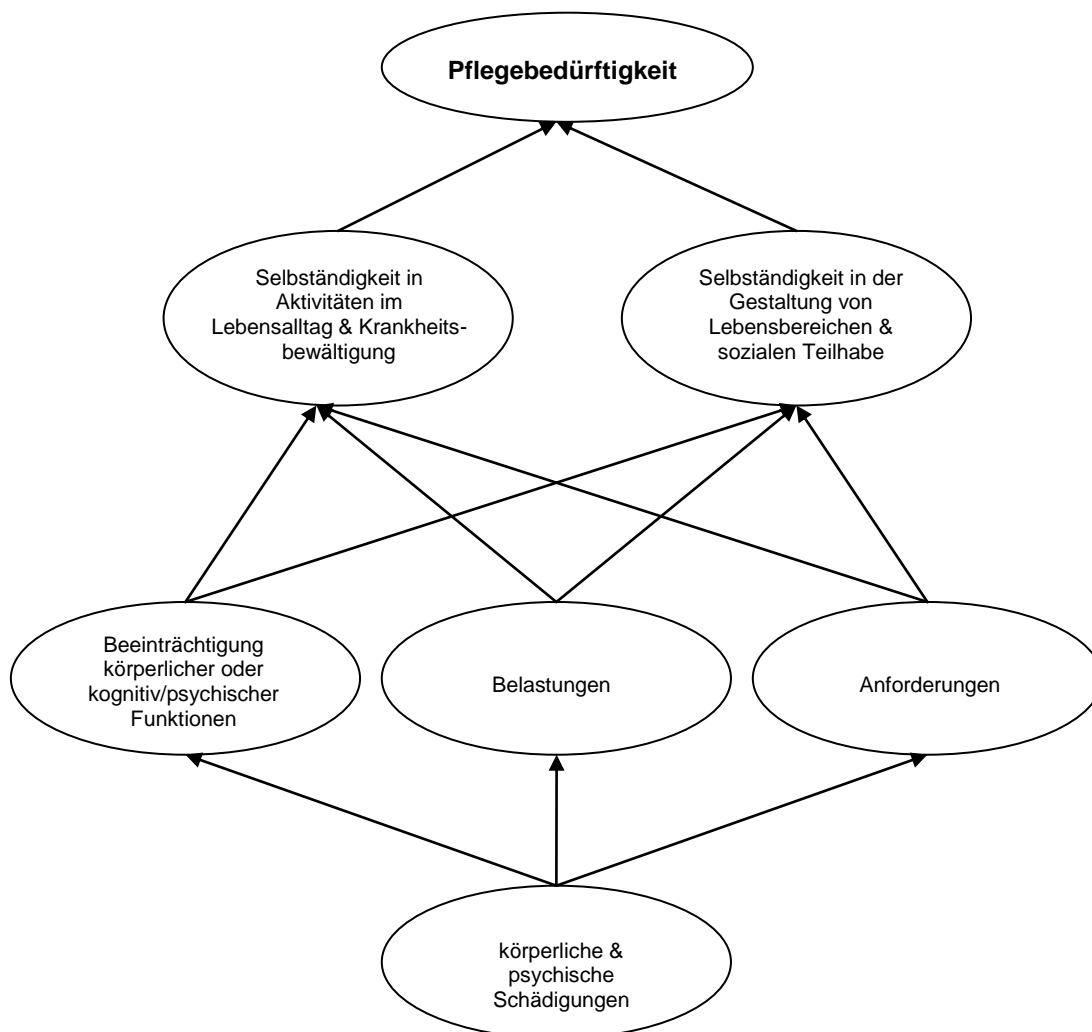 Pflegebedürftigkeit
Selbständigkeit in
Aktivitäten im
Lebensalltag & Krankheits-
bewältigung
Selbständigkeit in der
Gestaltung von
Lebensbereichen &
sozialen Teilhabe
Beeinträchtigung
körperlicher oder
kognitiv/psychischer
Funktionen
Belastungen
Anforderungen
körperliche &
psychische
Schädigungen